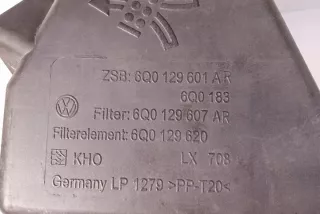 ZSB: 6Q0 129 601 AR
6Q0 183
Filter: 6Q0 129 607 AR
Filterelement: 6Q0 129 620
KHO LX 708
Germany LP 1279 >PP-T20<